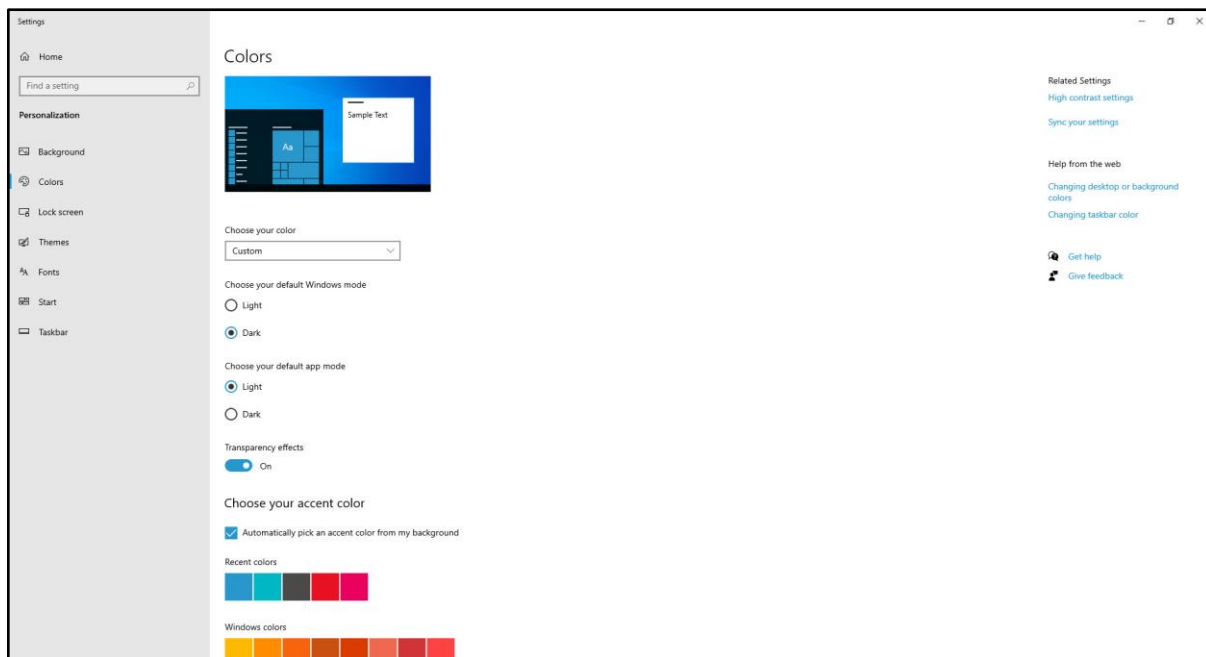 Settings
Home
Find a setting
Personalization
Background
Colors
Lock screen
Themes
Fonts
Start
Taskbar
Colors
Sample Text
Aa
Choose your color
Custom
Choose your default Windows mode
Light
Dark
Choose your default app mode
Light
Dark
Transparency effects
On
Choose your accent color
Automatically pick an accent color from my background
Recent colors
Windows colors
Related Settings
High contrast settings
Sync your settings
Help from the web
Changing desktop or background
colors
Changing taskbar color
Get help
Give feedback